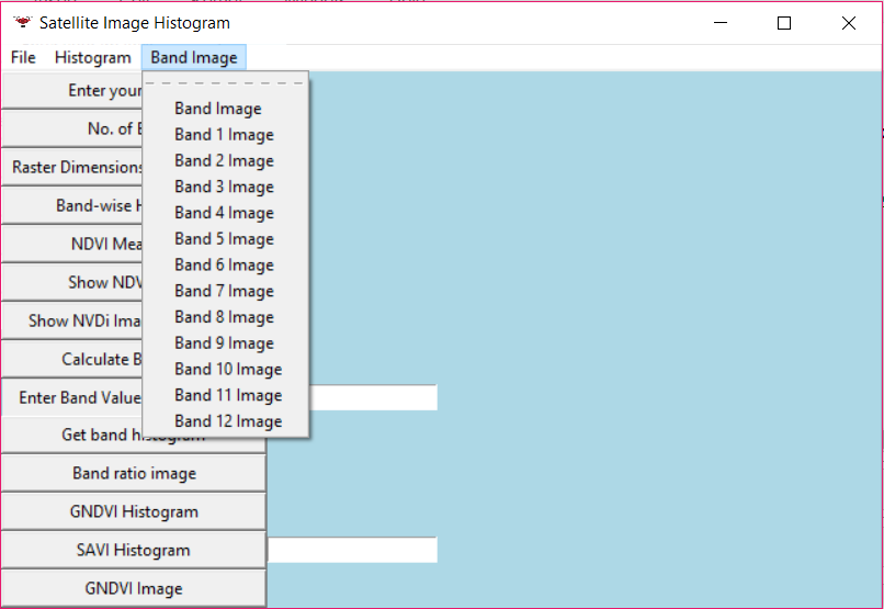 Satellite Image Histogram
File Histogram Band Image
Enter your
No. of
Raster Dimensions
Band-wise
NDVI
Show
Show NVDi
Calculate
Enter Band Value
Get band histogram
Band ratio image
GNDVI Histogram
SAVI Histogram
GNDVI Image
Band Image
Band 1 Image
Band 2 Image
Band 3 Image
Band 4 Image
Band 5 Image
Band 6 Image
Band 7 Image
Band 8 Image
Band 9 Image
Band 10 Image
Band 11 Image
Band 12 Image